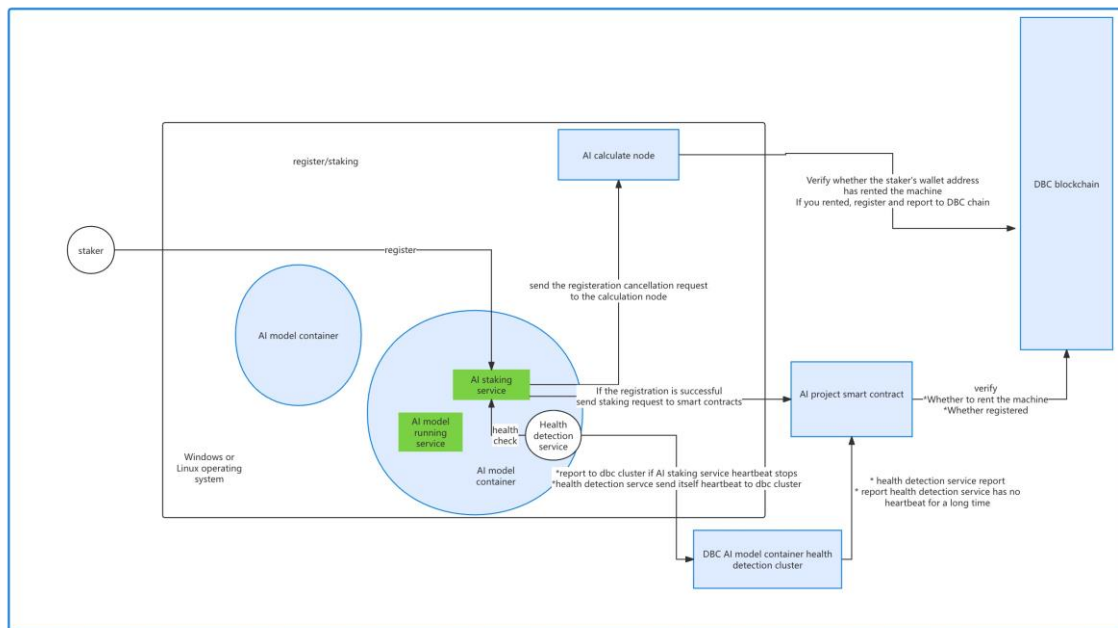 register/staking
AI calculate node
Verify whether the staker's wallet address
has rented the machine
If you rented, register and report to DBC chain
DBC blockchain
staker
register
send the registeration cancellation request
to the calculation node
AI model container
AI staking
service
If the registration is successful
send staking request to smart contracts
AI project smart contract
verify
*Whether to rent the machine
*Whether registered
AI model
running
service
health
check
Health
detection
service
Windows or
Linux operating
system
AI model
container
*report to dbc cluster if AI staking service heartbeat stops
*health detection servce send itself heartbeat to dbc cluster
* health detection service report
* report health detection service has no
heartbeat for a long time
DBC AI model container health
detection cluster